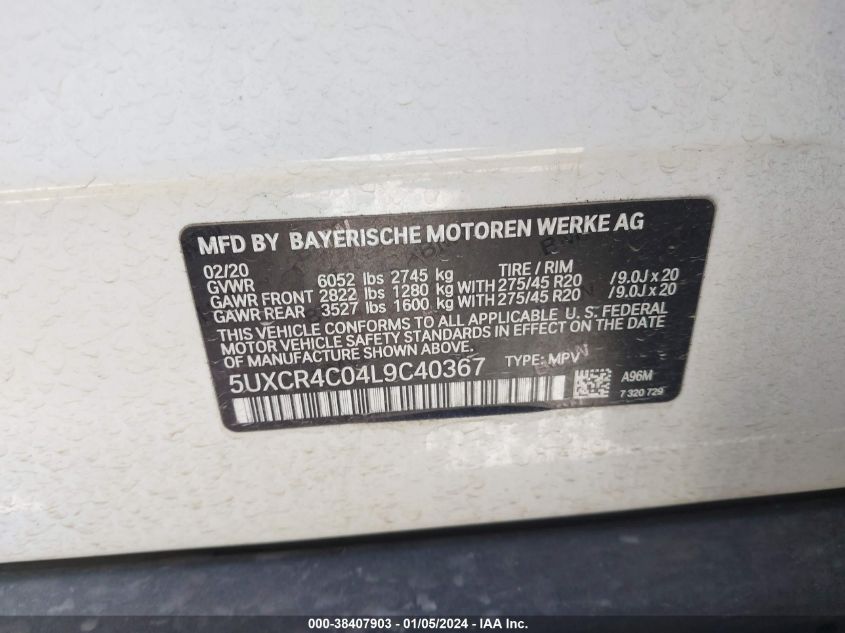 MFD BY BAYERISCHE MOTOREN WERKE AG
02/20 TIRE / RIM
GVWR 6052 lbs 2745 kg
GAWR FRONT 2822 lbs 1280 kg WITH 275/45 R20 /9.0J x 20
GAWR REAR 3527 lbs 1600 kg WITH 275/45 R20 /9.0J x 20
THIS VEHICLE CONFORMS TO ALL APPLICABLE U.S. FEDERAL
MOTOR VEHICLE SAFETY STANDARDS IN EFFECT ON THE DATE
OF MANUFACTURE SHOWN ABOVE.
5UXCR4C04L9C40367 TYPE: MPV
A96M
7 320 729
000-38407903 - 01/05/2024 - IAAI.com